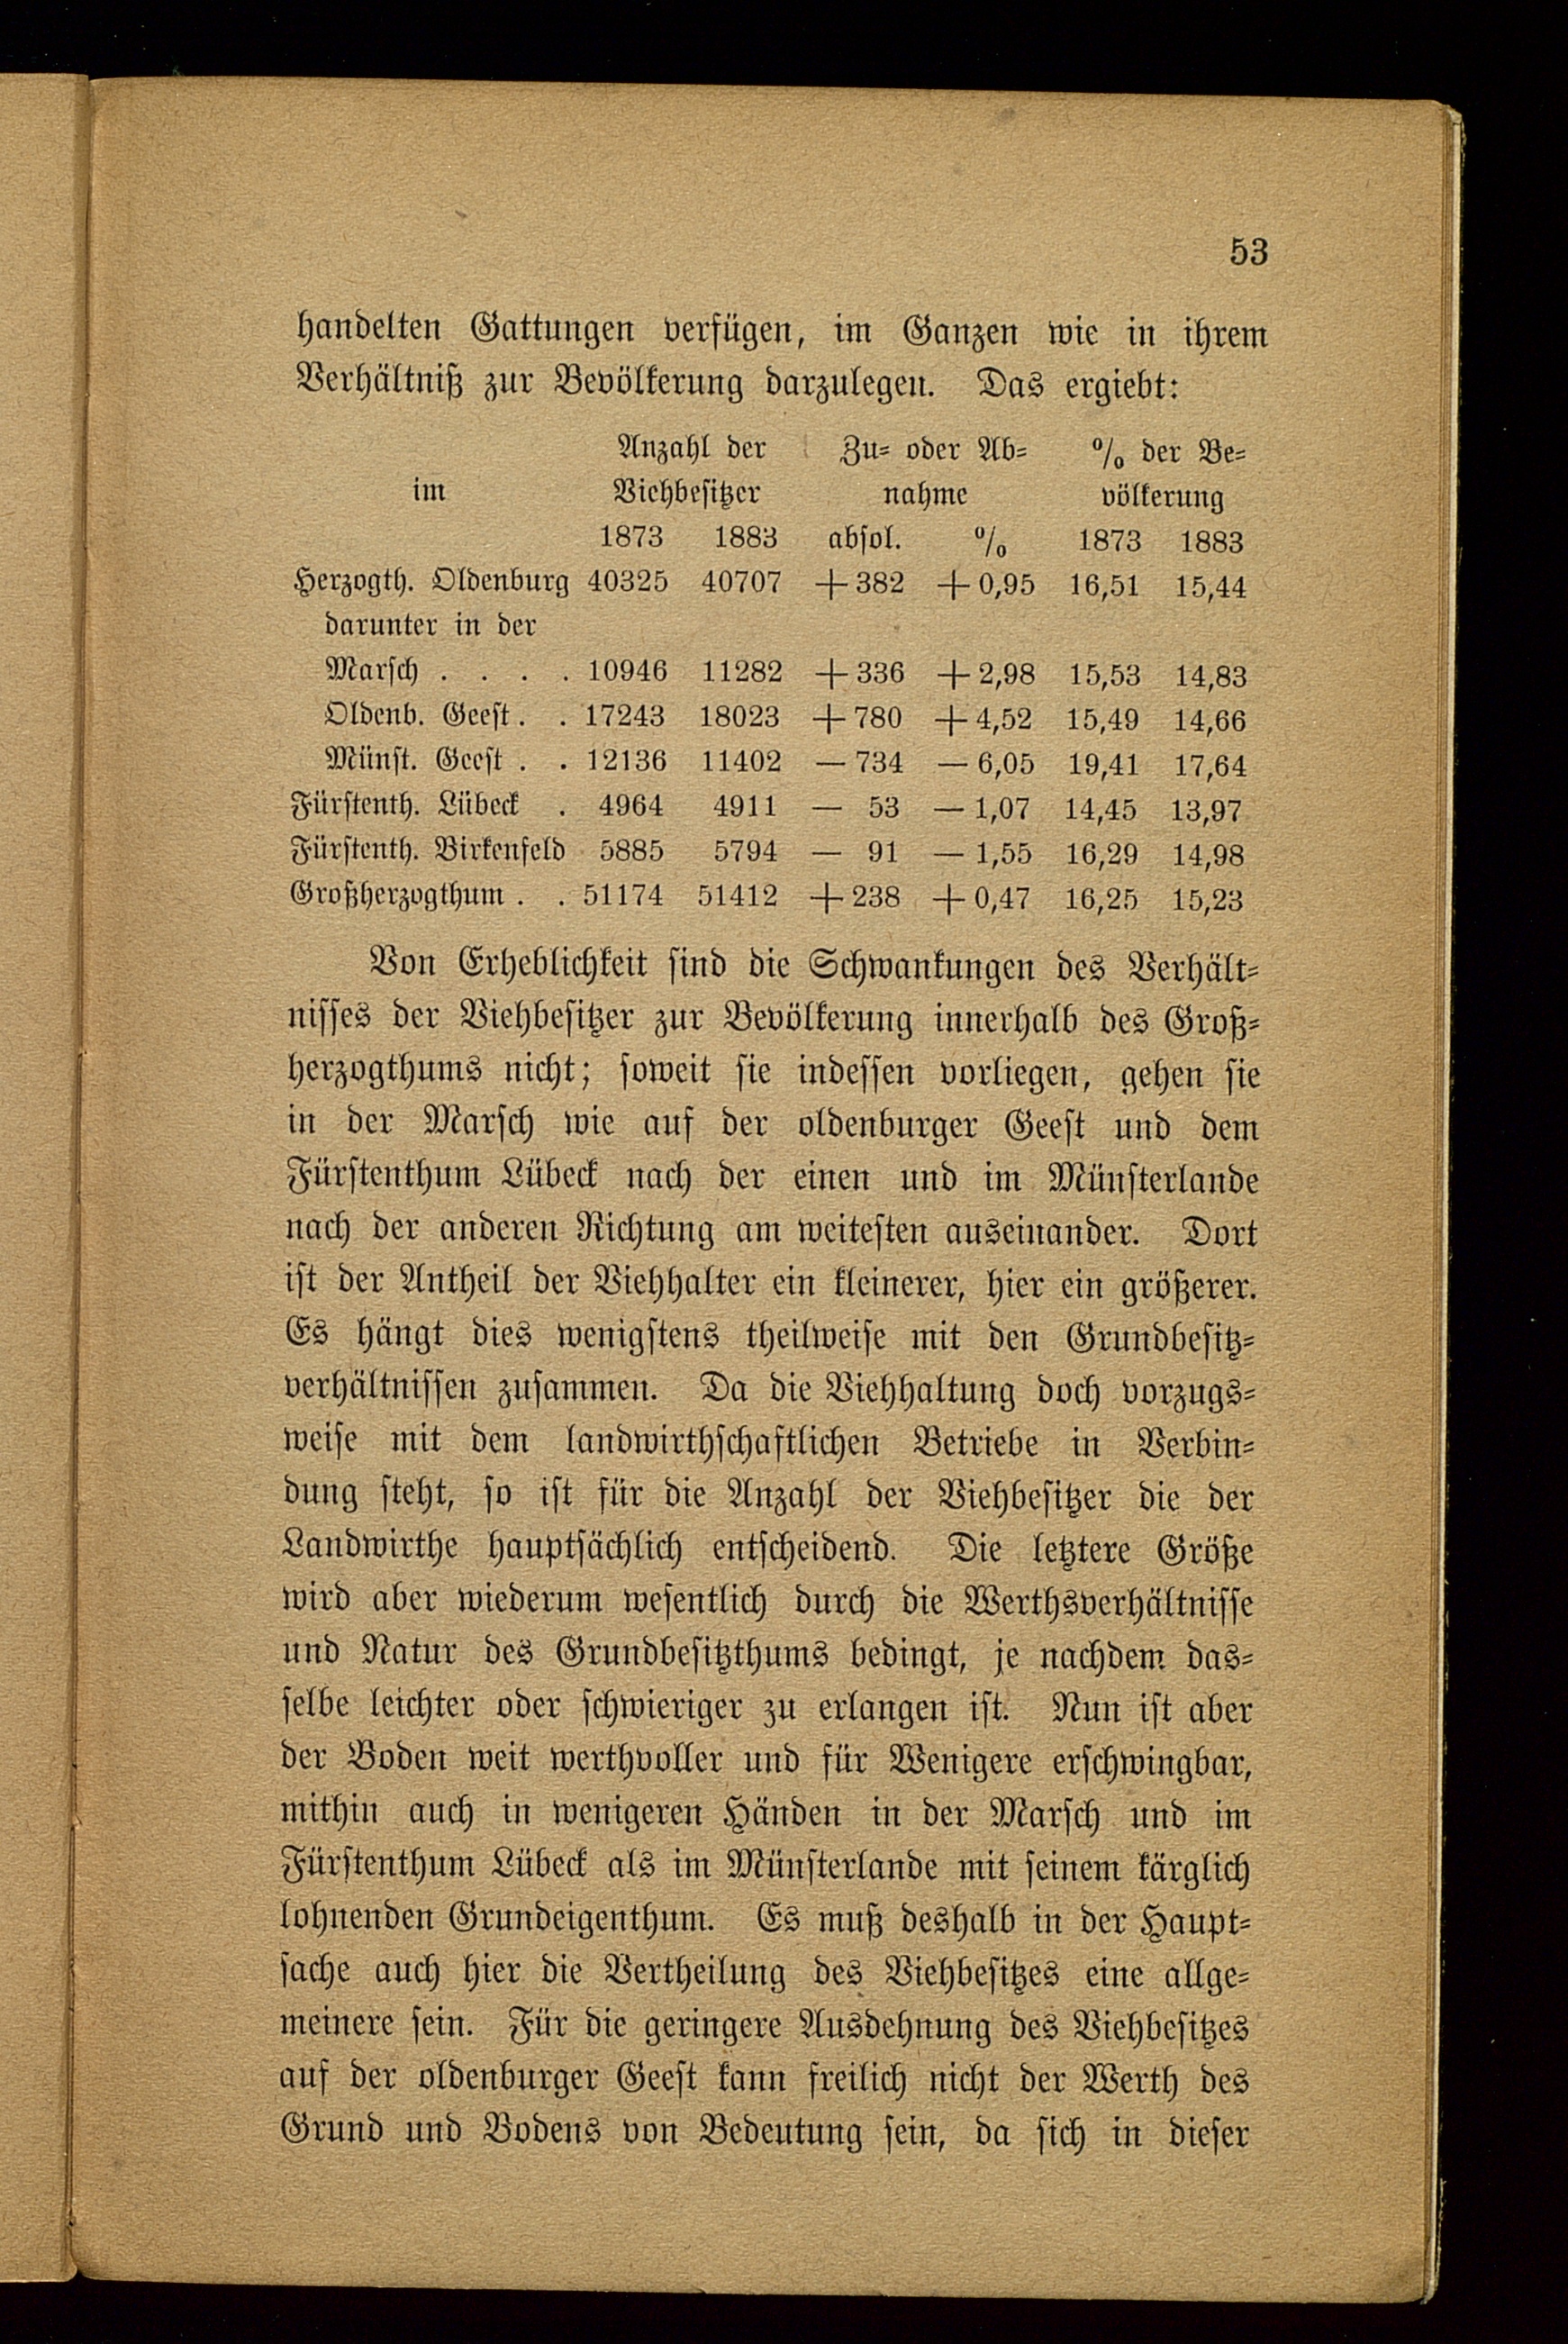 53
handelten Gattungen verfügen, im Ganzen wie in ihrem
Verhältniß zur Bevölkerung darzulegen. Das ergiebt:
Anzahl der Zu- oder Ab- % der Be-
im Viehbesitzer nahme völkerung
1873 1883 absol. % 1873 1883
Herzogth. Oldenburg 40325 40707 + 382 + 0,95 16,51 15,44
darunter in der
Marsch . . . . 10946 11282 + 336 + 2,98 15,53 14,83
Oldenb. Geest . . 17243 18023 + 780 + 4,52 15,49 14,66
Münst. Geest . . 12136 11402 — 734 — 6,05 19,41 17,64
Fürstenth. Lübeck . 4964 4911 — 53 — 1,07 14,45 13,97
Fürstenth. Birkenfeld 5885 5794 — 91 — 1,55 16,29 14,98
Großherzogthum . . 51174 51412 + 238 + 0,47 16,25 15,23
Von Erheblichkeit sind die Schwankungen des Verhält-
nisses der Viehbesitzer zur Bevölkerung innerhalb des Groß-
herzogthums nicht; soweit sie indessen vorliegen, gehen sie
in der Marsch wie auf der oldenburger Geest und dem
Fürstenthum Lübeck nach der einen und im Münsterlande
nach der anderen Richtung am weitesten auseinander. Dort
ist der Antheil der Viehhalter ein kleinerer, hier ein größerer.
Es hängt dies wenigstens theilweise mit den Grundbesitz-
verhältnissen zusammen. Da die Viehhaltung doch vorzugs-
weise mit dem landwirthschaftlichen Betriebe in Verbin-
dung steht, so ist für die Anzahl der Viehbesitzer die der
Landwirthe hauptsächlich entscheidend. Die letztere Größe
wird aber wiederum wesentlich durch die Werthsverhältnisse
und Natur des Grundbesitzthums bedingt, je nachdem das-
selbe leichter oder schwieriger zu erlangen ist. Nun ist aber
der Boden weit werthvoller und für Wenigere erschwingbar,
mithin auch in wenigeren Händen in der Marsch und im
Fürstenthum Lübeck als im Münsterlande mit seinem kärglich
lohnenden Grundeigenthum. Es muß deshalb in der Haupt-
sache auch hier die Vertheilung des Viehbesitzes eine allge-
meinere sein. Für die geringere Ausdehnung des Viehbesitzes
auf der oldenburger Geest kann freilich nicht der Werth des
Grund und Bodens von Bedeutung sein, da sich in dieser